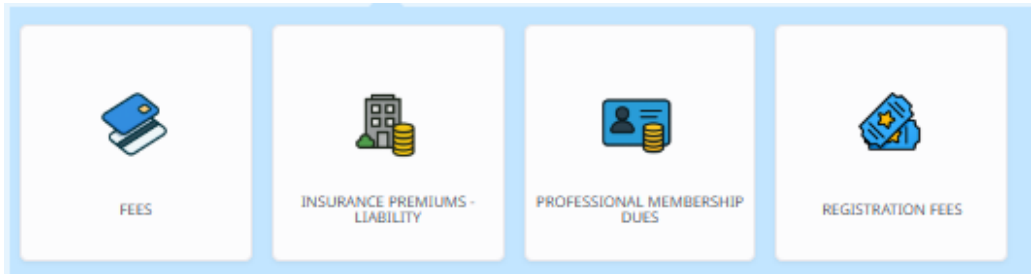 FEES
INSURANCE PREMIUMS -
LIABILITY
PROFESSIONAL MEMBERSHIP
DUES
REGISTRATION FEES